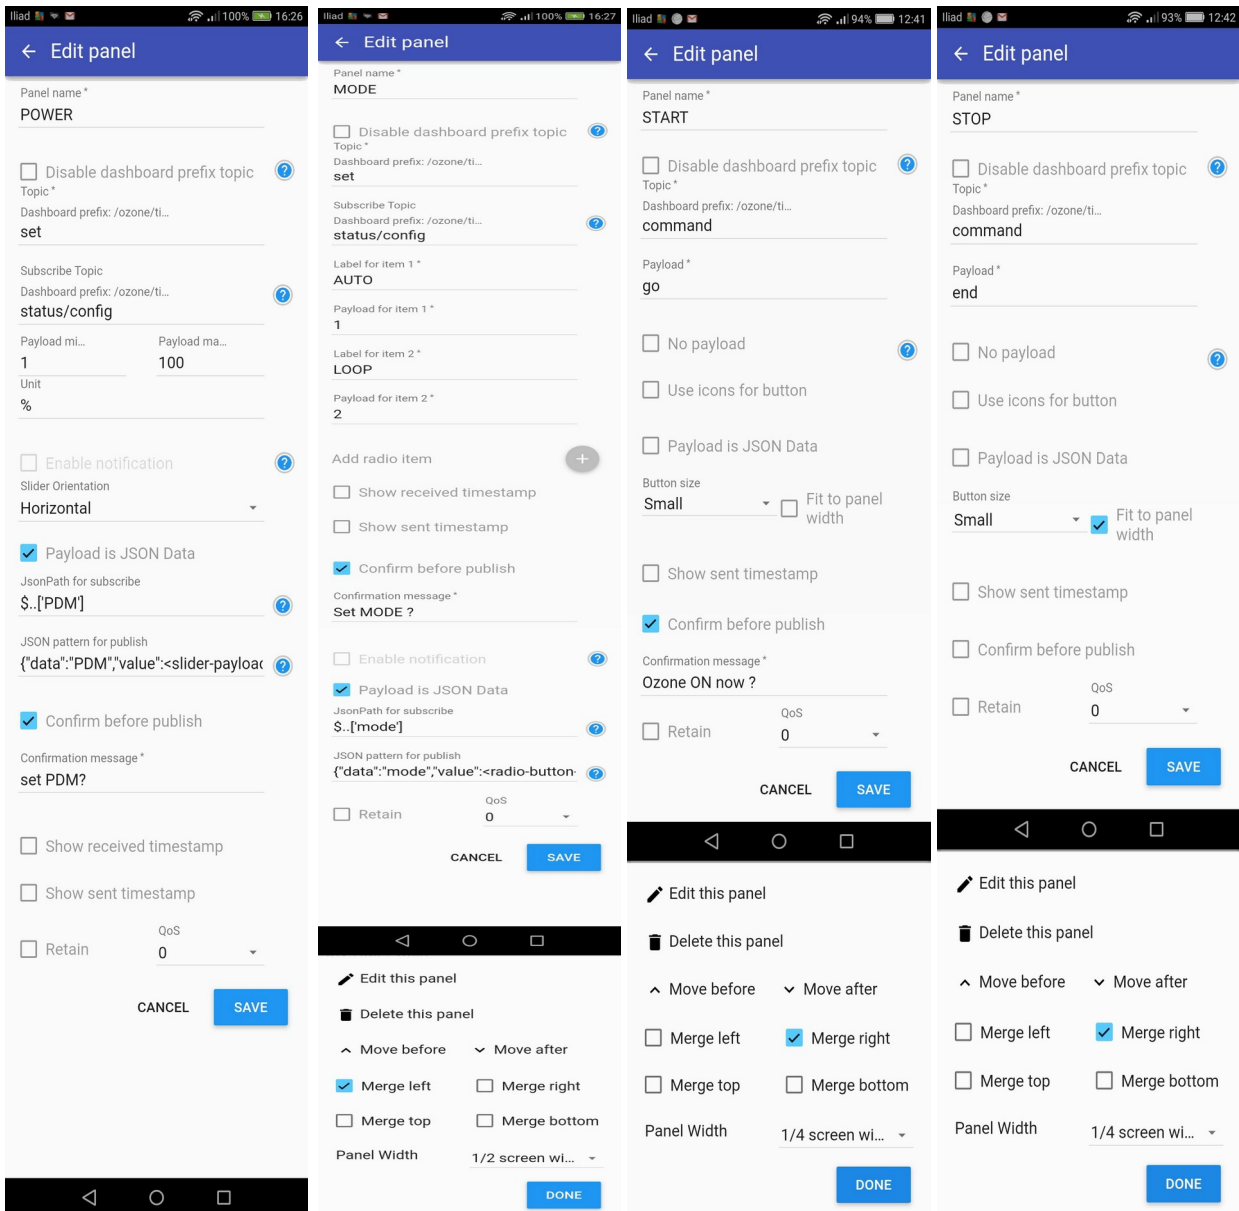 Iliad 100% 16:26
Edit panel
Panel name *
POWER
Disable dashboard prefix topic
Topic *
Dashboard prefix: /ozone/ti...
set
Subscribe Topic
Dashboard prefix: /ozone/ti...
status/config
Payload mi... Payload ma...
1 100
Unit
%
Enable notification
Slider Orientation
Horizontal
Payload is JSON Data
JsonPath for subscribe
$..['PDM']
JSON pattern for publish
{"data":"PDM","value":<slider-payload
Confirm before publish
Confirmation message *
set PDM?
Show received timestamp
Show sent timestamp
QoS
Retain 0
CANCEL SAVE
Iliad 100% 16:27
Edit panel
Panel name *
MODE
Disable dashboard prefix topic
Topic *
Dashboard prefix: /ozone/ti...
set
Subscribe Topic
Dashboard prefix: /ozone/ti...
status/config
Label for item 1 *
AUTO
Payload for item 1 *
1
Label for item 2 *
LOOP
Payload for item 2 *
2
Add radio item
Show received timestamp
Show sent timestamp
Confirm before publish
Confirmation message *
Set MODE ?
Enable notification
Payload is JSON Data
JsonPath for subscribe
$..['mode']
JSON pattern for publish
{"data":"mode","value":<radio-button-
QoS
Retain 0
CANCEL SAVE
Edit this panel
Delete this panel
Move before Move after
Merge left Merge right
Merge top Merge bottom
Panel Width 1/2 screen wi...
DONE
Iliad 94% 12:41
Edit panel
Panel name *
START
Disable dashboard prefix topic
Topic *
Dashboard prefix: /ozone/ti...
command
Payload *
go
No payload
Use icons for button
Payload is JSON Data
Button size
Small Fit to panel
width
Show sent timestamp
Confirm before publish
Confirmation message *
Ozone ON now ?
QoS
Retain 0
CANCEL SAVE
Edit this panel
Delete this panel
Move before Move after
Merge left Merge right
Merge top Merge bottom
Panel Width 1/4 screen wi...
DONE
Iliad 93% 12:42
Edit panel
Panel name *
STOP
Disable dashboard prefix topic
Topic *
Dashboard prefix: /ozone/ti...
command
Payload *
end
No payload
Use icons for button
Payload is JSON Data
Button size
Small Fit to panel
width
Show sent timestamp
Confirm before publish
QoS
Retain 0
CANCEL SAVE
Edit this panel
Delete this panel
Move before Move after
Merge left Merge right
Merge top Merge bottom
Panel Width 1/4 screen wi...
DONE